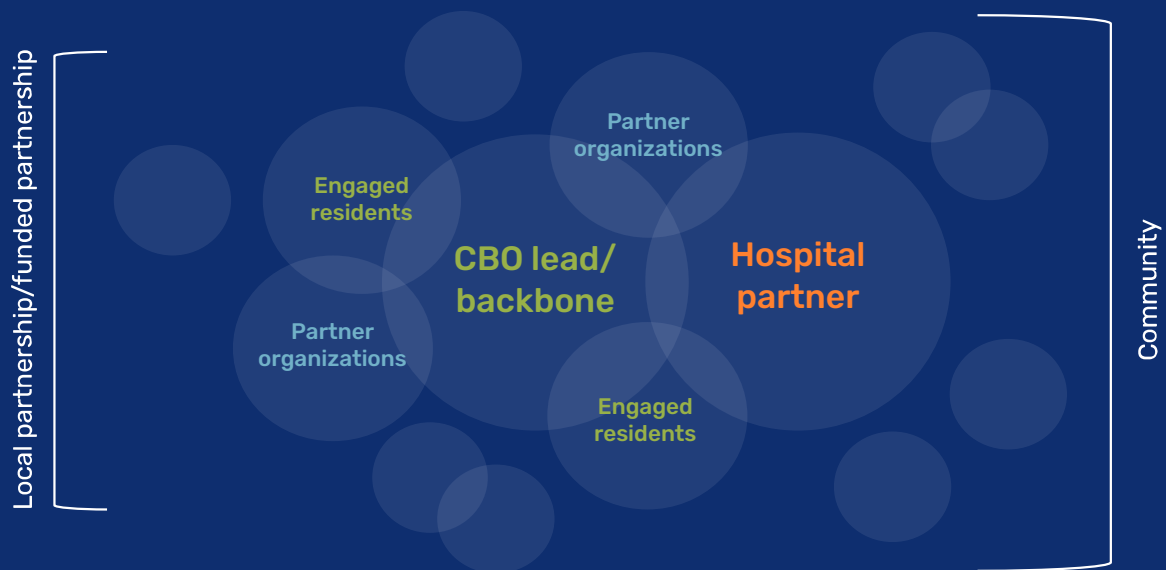 Local partnership/funded partnership
Partner
organizations
Engaged
residents
CBO lead/
backbone
Hospital
partner
Partner
organizations
Engaged
residents
Community